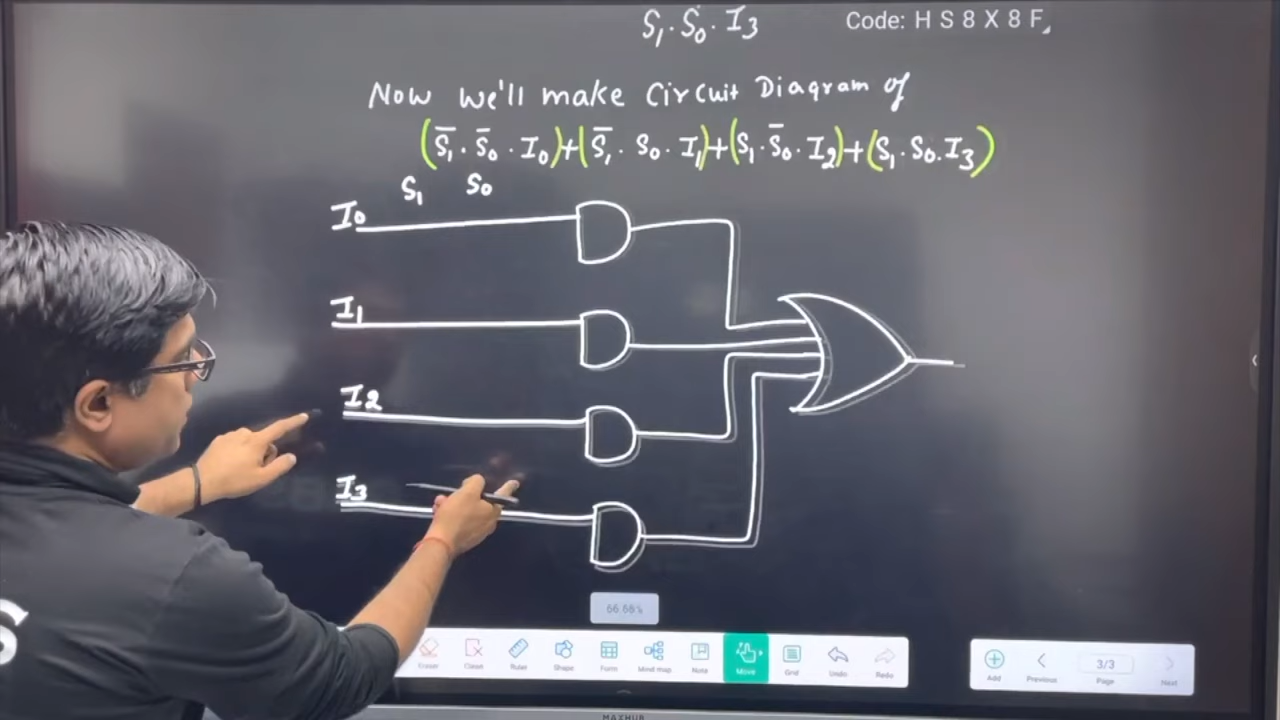 S₁.S₀.I₃
Code: H S 8 X 8 F
Now we'll make Circuit Diagram of
(S̄₁.S̄₀.I₀)+(S̄₁.S₀.I₁)+(S₁.S̄₀.I₂)+(S₁.S₀.I₃)
S₁ S₀
I₀
I₁
I₂
I₃
66.68%
Eraser Clean Ruler Shape Form Mind map Note Move Grid Undo Redo
Add Previous 3/3 Page Next
MAXHUB
S